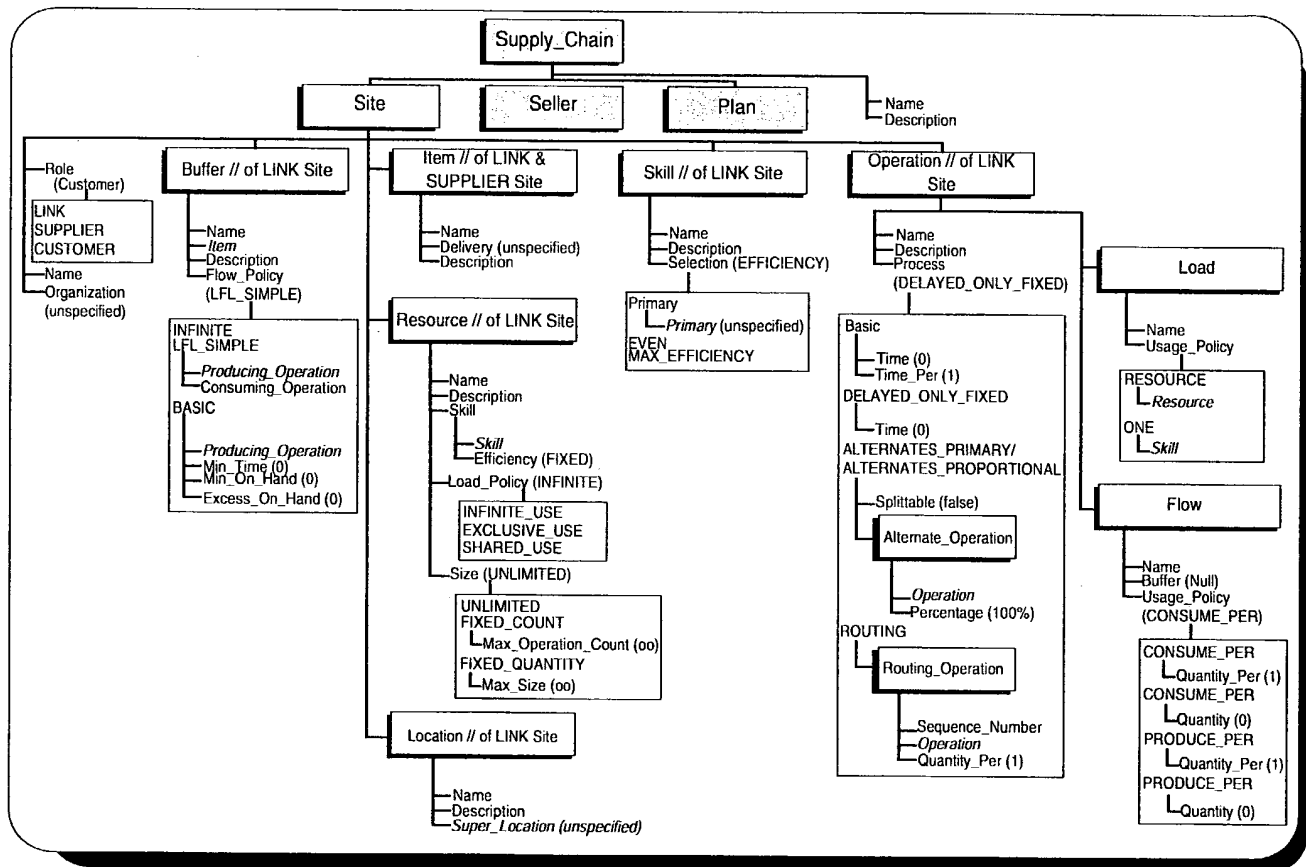 Supply_Chain
Site
Seller
Plan
Name
Description
Role
(Customer)
LINK
SUPPLIER
CUSTOMER
Name
Organization
(unspecified)
Buffer // of LINK Site
Name
Item
Description
Flow_Policy
(LFL_SIMPLE)
INFINITE
LFL_SIMPLE
Producing_Operation
Consuming_Operation
BASIC
Producing_Operation
Min_Time (0)
Min_On_Hand (0)
Excess_On_Hand (0)
Item // of LINK &
SUPPLIER Site
Name
Delivery (unspecified)
Description
Resource // of LINK Site
Name
Description
Skill
Skill
Efficiency (FIXED)
Load_Policy (INFINITE)
INFINITE_USE
EXCLUSIVE_USE
SHARED_USE
Size (UNLIMITED)
UNLIMITED
FIXED_COUNT
Max_Operation_Count (oo)
FIXED_QUANTITY
Max_Size (oo)
Location // of LINK Site
Name
Description
Super_Location (unspecified)
Skill // of LINK Site
Name
Description
Selection (EFFICIENCY)
Primary
Primary (unspecified)
EVEN
MAX_EFFICIENCY
Operation // of LINK
Site
Name
Description
Process
(DELAYED_ONLY_FIXED)
Basic
Time (0)
Time_Per (1)
DELAYED_ONLY_FIXED
Time (0)
ALTERNATES_PRIMARY/
ALTERNATES_PROPORTIONAL
Splittable (false)
Alternate_Operation
Operation
Percentage (100%)
ROUTING
Routing_Operation
Sequence_Number
Operation
Quantity_Per (1)
Load
Name
Usage_Policy
RESOURCE
Resource
ONE
Skill
Flow
Name
Buffer (Null)
Usage_Policy
(CONSUME_PER)
CONSUME_PER
Quantity_Per (1)
CONSUME_PER
Quantity (0)
PRODUCE_PER
Quantity_Per (1)
PRODUCE_PER
Quantity (0)